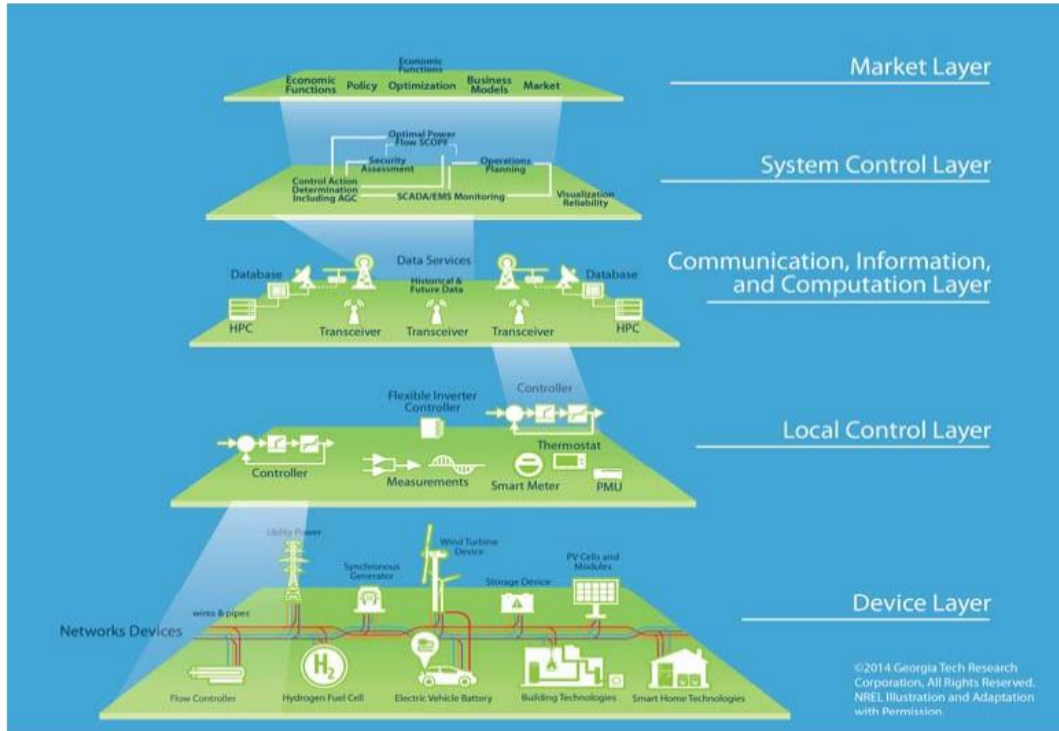 Market Layer
Economic
Functions
Economic
Functions
Policy
Optimization
Business
Models
Market
System Control Layer
Optimal Power
Flow SCOPF
Security
Assessment
Operations
Planning
Control Action
Determination
Including AGC
SCADA/EMS Monitoring
Visualization
Reliability
Communication, Information,
and Computation Layer
Data Services
Database
Historical &
Future Data
Database
HPC
Transceiver
Transceiver
Transceiver
HPC
Local Control Layer
Flexible Inverter
Controller
Controller
Controller
Measurements
Thermostat
Smart Meter
PMU
Device Layer
Utility Power
Synchronous
Generator
Wind Turbine
Device
Storage Device
PV Cells and
Modules
wires & pipes
Networks Devices
Flow Controller
H2
Hydrogen Fuel Cell
Electric Vehicle Battery
Building Technologies
Smart Home Technologies
©2014 Georgia Tech Research
Corporation, All Rights Reserved.
NREL Illustration and Adaptation
with Permission.